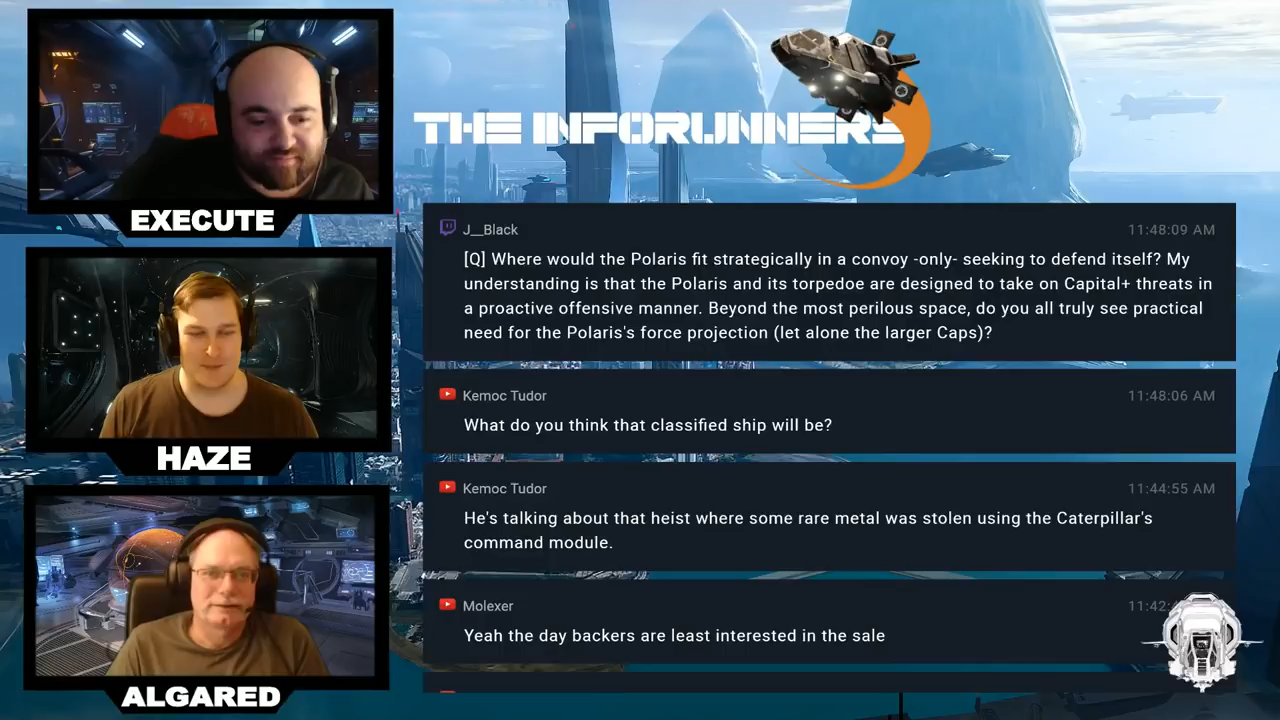 EXECUTE
HAZE
ALGARED
THE INFORUNNERS
J__Black 11:48:09 AM
[Q] Where would the Polaris fit strategically in a convoy -only- seeking to defend itself? My
understanding is that the Polaris and its torpedoe are designed to take on Capital+ threats in
a proactive offensive manner. Beyond the most perilous space, do you all truly see practical
need for the Polaris's force projection (let alone the larger Caps)?
Kemoc Tudor 11:48:06 AM
What do you think that classified ship will be?
Kemoc Tudor 11:44:55 AM
He's talking about that heist where some rare metal was stolen using the Caterpillar's
command module.
Molexer 11:42:
Yeah the day backers are least interested in the sale